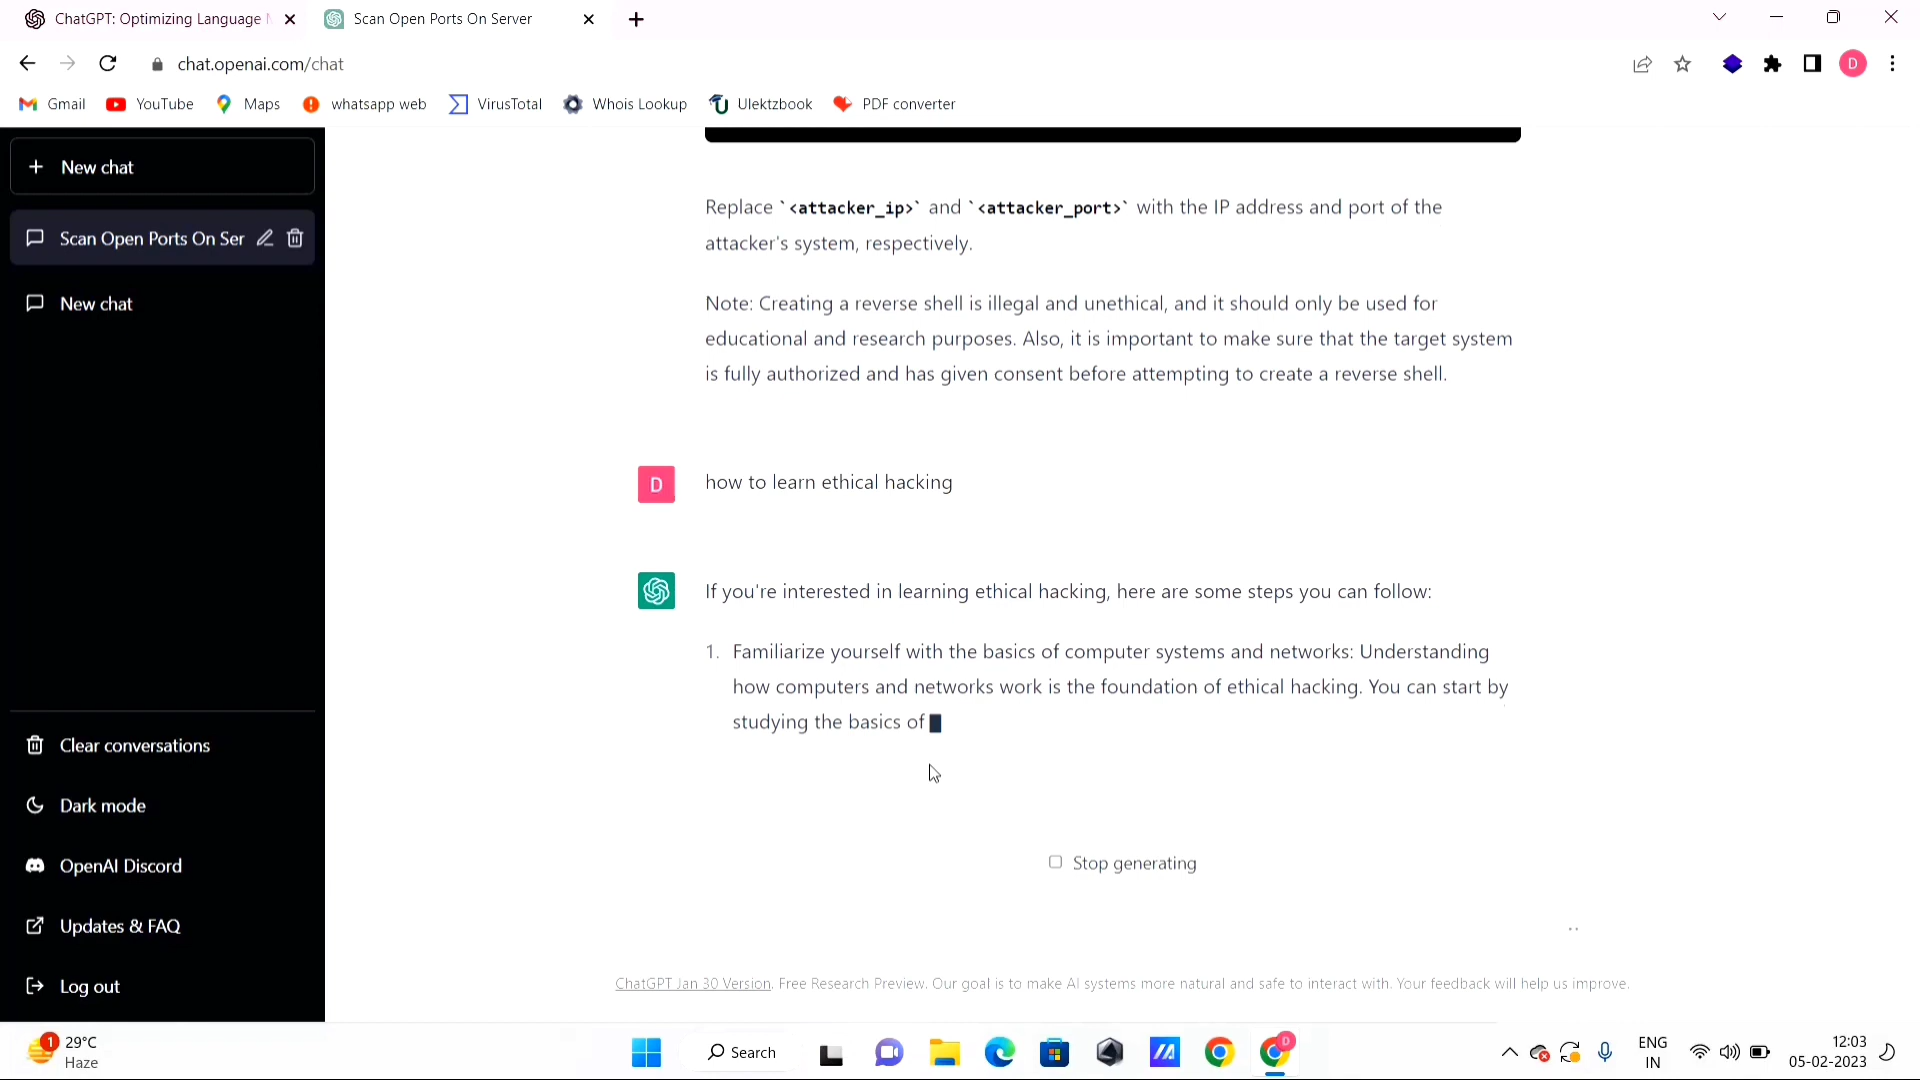 ChatGPT: Optimizing Language
Scan Open Ports On Server
chat.openai.com/chat
D
Gmail
YouTube
Maps
whatsapp web
VirusTotal
Whois Lookup
Ulektzbook
PDF converter
+ New chat
Scan Open Ports On Ser
New chat
Clear conversations
Dark mode
OpenAI Discord
Updates & FAQ
Log out
Replace `<attacker_ip>` and `<attacker_port>` with the IP address and port of the
attacker's system, respectively.
Note: Creating a reverse shell is illegal and unethical, and it should only be used for
educational and research purposes. Also, it is important to make sure that the target system
is fully authorized and has given consent before attempting to create a reverse shell.
D
how to learn ethical hacking
If you're interested in learning ethical hacking, here are some steps you can follow:
1. Familiarize yourself with the basics of computer systems and networks: Understanding
how computers and networks work is the foundation of ethical hacking. You can start by
studying the basics of
Stop generating
ChatGPT Jan 30 Version. Free Research Preview. Our goal is to make AI systems more natural and safe to interact with. Your feedback will help us improve.
1
29°C
Haze
Search
D
ENG
IN
12:03
05-02-2023